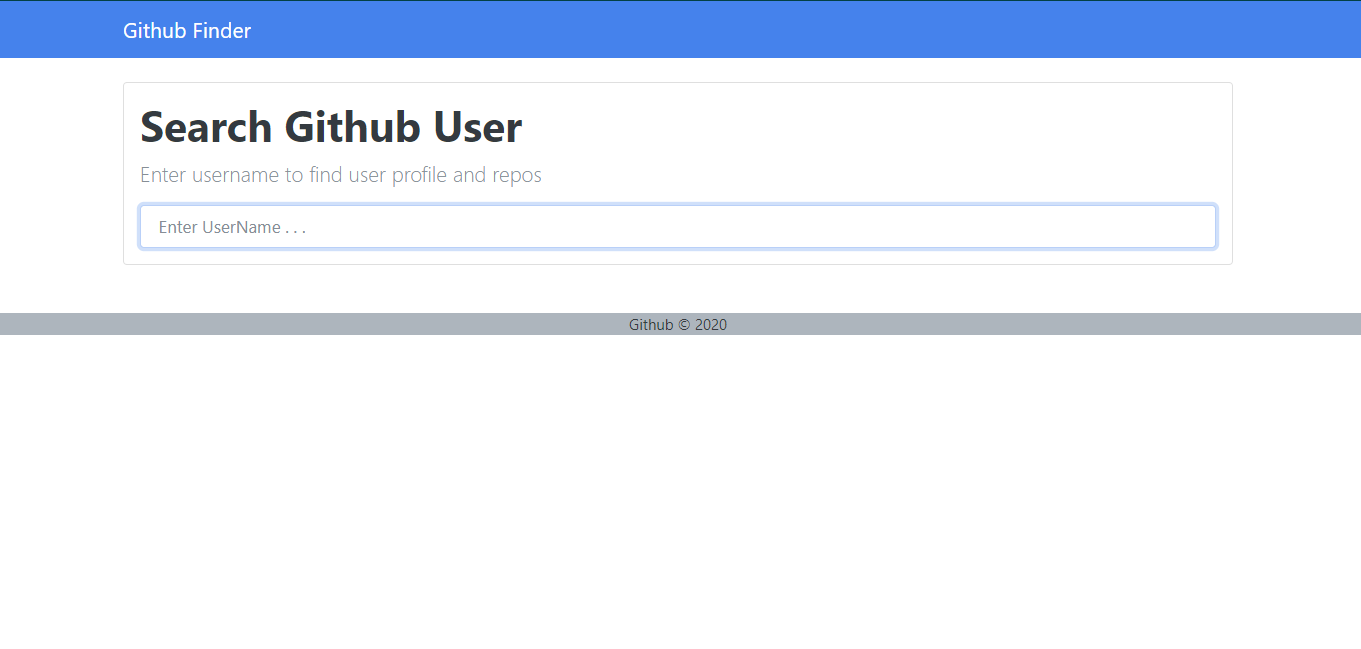 Github Finder
Search Github User
Enter username to find user profile and repos
Enter UserName . . .
Github © 2020